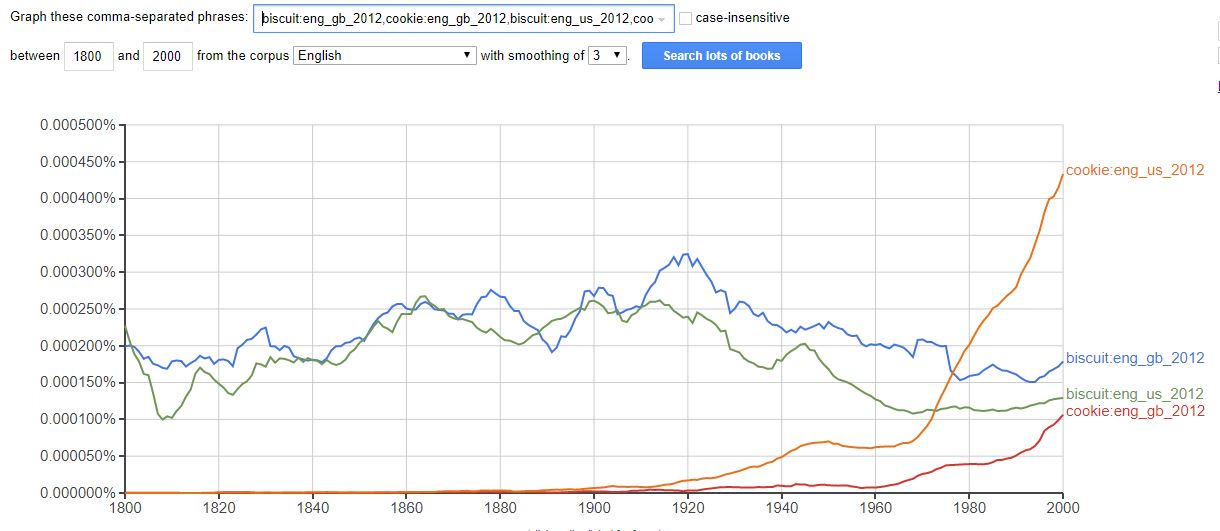 Graph these comma-separated phrases: biscuit:eng_gb_2012,cookie:eng_gb_2012,biscuit:eng_us_2012,coo case-insensitive
between 1800 and 2000 from the corpus English with smoothing of 3 . Search lots of books
0.000500%
0.000450%
cookie:eng_us_2012
0.000400%
0.000350%
0.000300%
0.000250%
0.000200%
biscuit:eng_gb_2012
0.000150%
biscuit:eng_us_2012
cookie:eng_gb_2012
0.000100%
0.000050%
0.000000%
1800 1820 1840 1860 1880 1900 1920 1940 1960 1980 2000